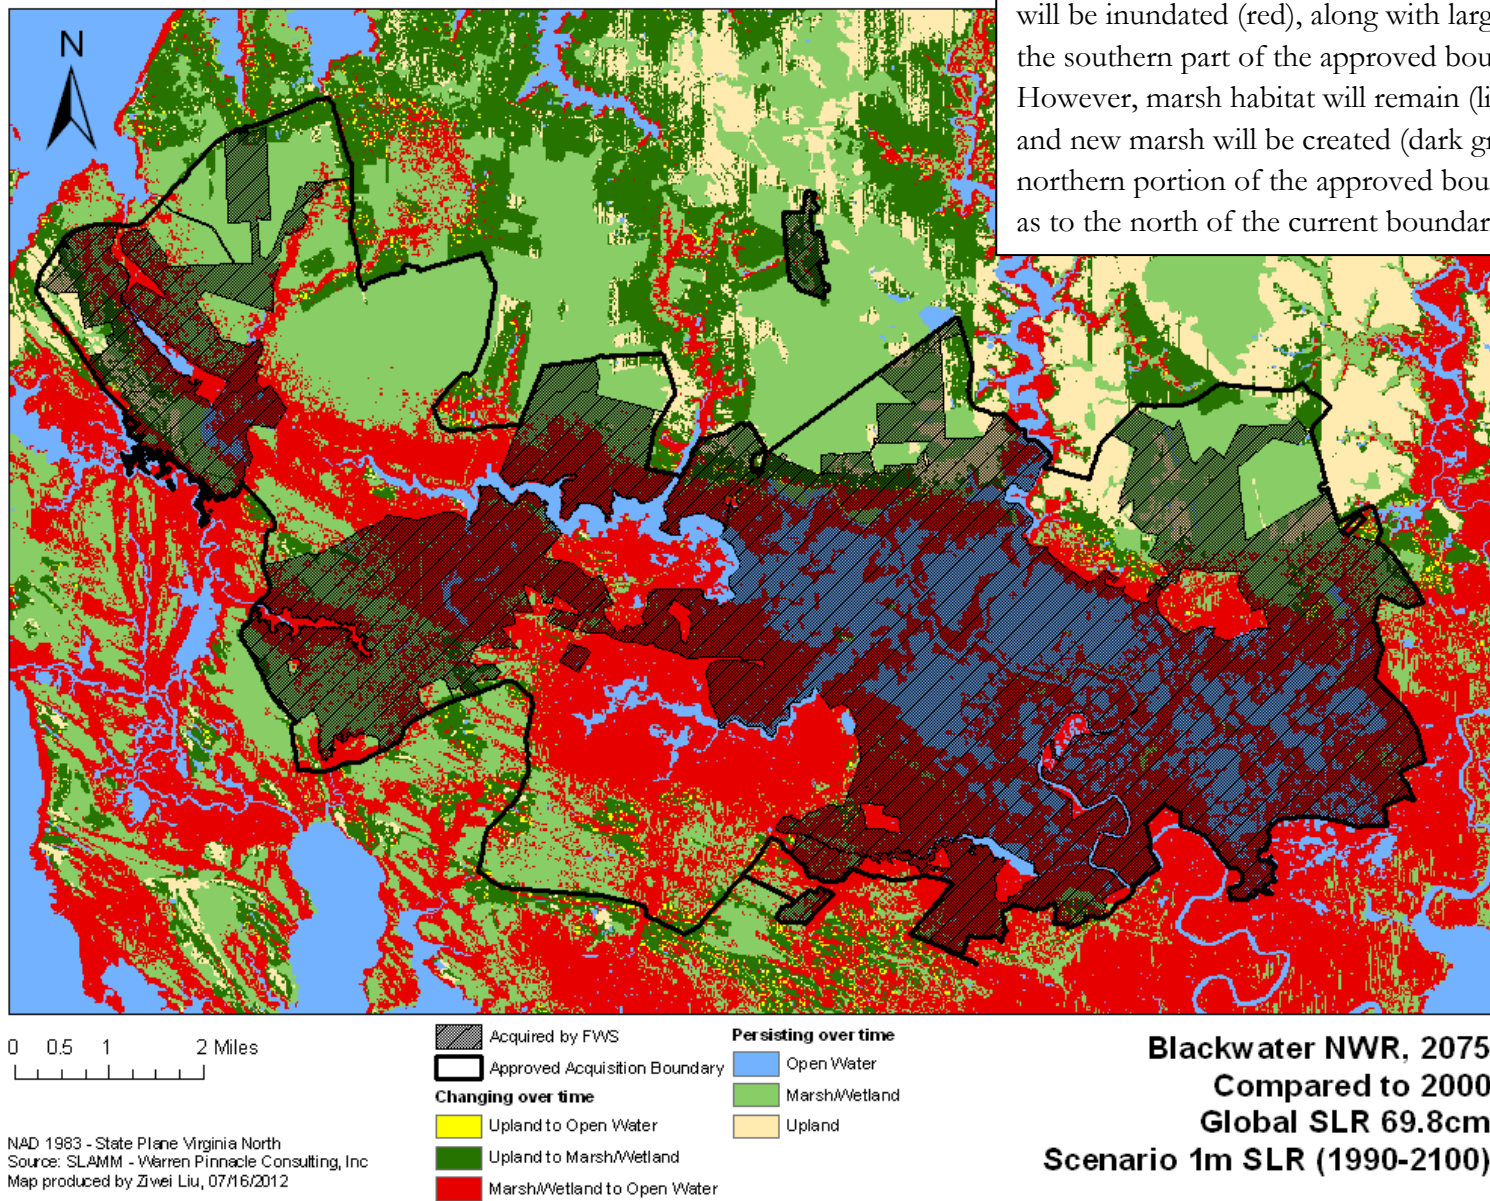 will be inundated (red), along with larg
the southern part of the approved bou
However, marsh habitat will remain (li
and new marsh will be created (dark gr
northern portion of the approved bou
as to the north of the current boundar
N
0 0.5 1 2 Miles
NAD 1983 - State Plane Virginia North
Source: SLAMM - Warren Pinnacle Consulting, Inc
Map produced by Ziwei Liu, 07/16/2012
Acquired by FWS
Approved Acquisition Boundary
Changing over time
Upland to Open Water
Upland to Marsh/Wetland
Marsh/Wetland to Open Water
Persisting over time
Open Water
Marsh/Wetland
Upland
Blackwater NWR, 2075
Compared to 2000
Global SLR 69.8cm
Scenario 1m SLR (1990-2100)